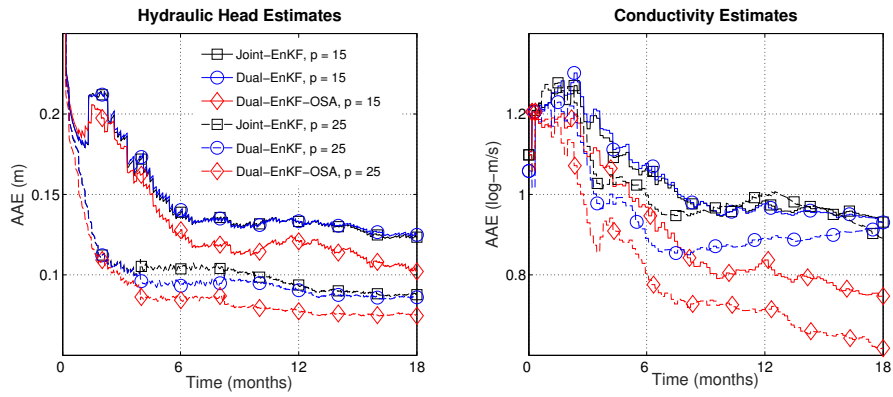 Hydraulic Head Estimates
AAE (m)
0.2
0.15
0.1
Joint-EnKF, p = 15
Dual-EnKF, p = 15
Dual-EnKF-OSA, p = 15
Joint-EnKF, p = 25
Dual-EnKF, p = 25
Dual-EnKF-OSA, p = 25
0 6 12 18
Time (months)
Conductivity Estimates
AAE (log-m/s)
1.2
1
0.8
0 6 12 18
Time (months)